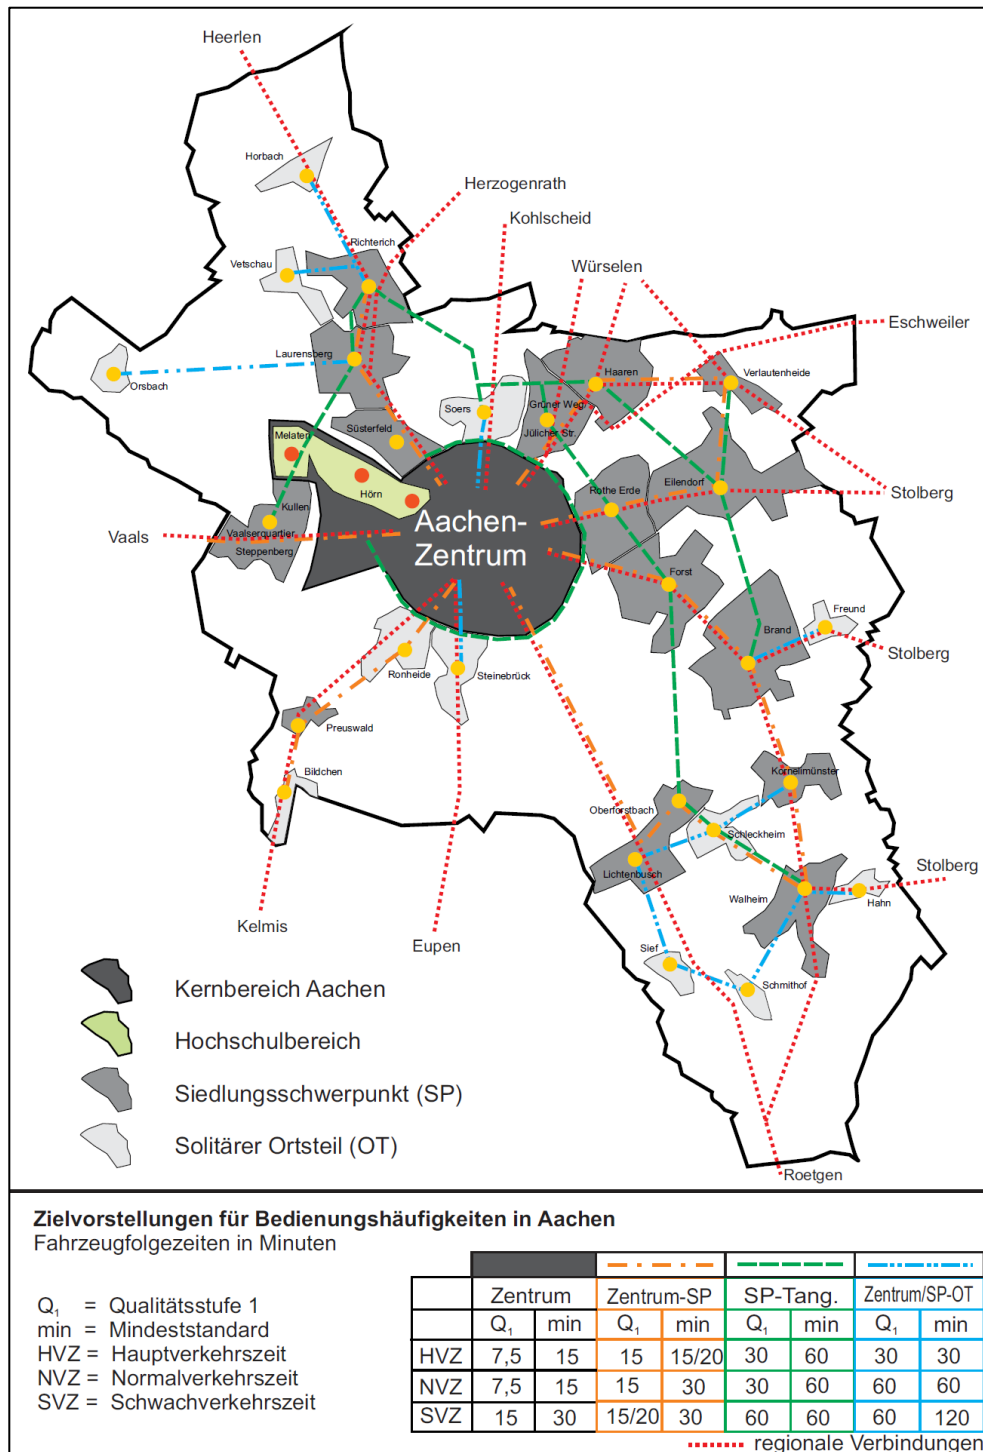 Heerlen
Horbach
Herzogenrath
Kohlscheid
Richterich
Vetschau
Würselen
Eschweiler
Laurensberg
Orsbach
Haaren
Verlautenheide
Soers
Grüner Weg
Jülicher Str.
Süsterfeld
Melaten
Hörn
Eilendorf
Rothe Erde
Stolberg
Kullen
Aachen-
Zentrum
Vaals
Vaalserquartier
Steppenberg
Forst
Freund
Brand
Stolberg
Ronheide
Steinebrück
Preuswald
Bildchen
Kornelimünster
Oberforstbach
Schleckheim
Lichtenbusch
Stolberg
Walheim
Hahn
Kelmis
Eupen
Sief
Schmithof
Kernbereich Aachen
Hochschulbereich
Siedlungsschwerpunkt (SP)
Solitärer Ortsteil (OT)
Roetgen
Zielvorstellungen für Bedienungshäufigkeiten in Aachen
Fahrzeugfolgezeiten in Minuten
Q₁ = Qualitätsstufe 1
min = Mindeststandard
HVZ = Hauptverkehrszeit
NVZ = Normalverkehrszeit
SVZ = Schwachverkehrszeit
Zentrum Zentrum-SP SP-Tang. Zentrum/SP-OT
Q₁ min Q₁ min Q₁ min Q₁ min
HVZ 7,5 15 15 15/20 30 60 30 30
NVZ 7,5 15 15 30 30 60 60 60
SVZ 15 30 15/20 30 60 60 60 120
regionale Verbindungen